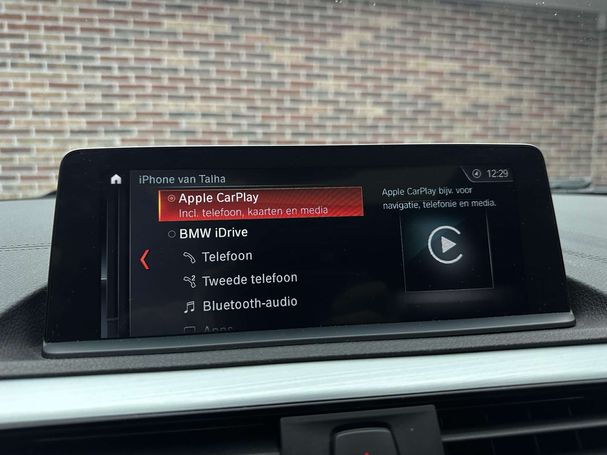 iPhone van Talha
12:29
Apple CarPlay
Incl. telefoon, kaarten en media
BMW iDrive
Telefoon
Tweede telefoon
Bluetooth-audio
Apps
Apple CarPlay bijv. voor
navigatie, telefonie en media.